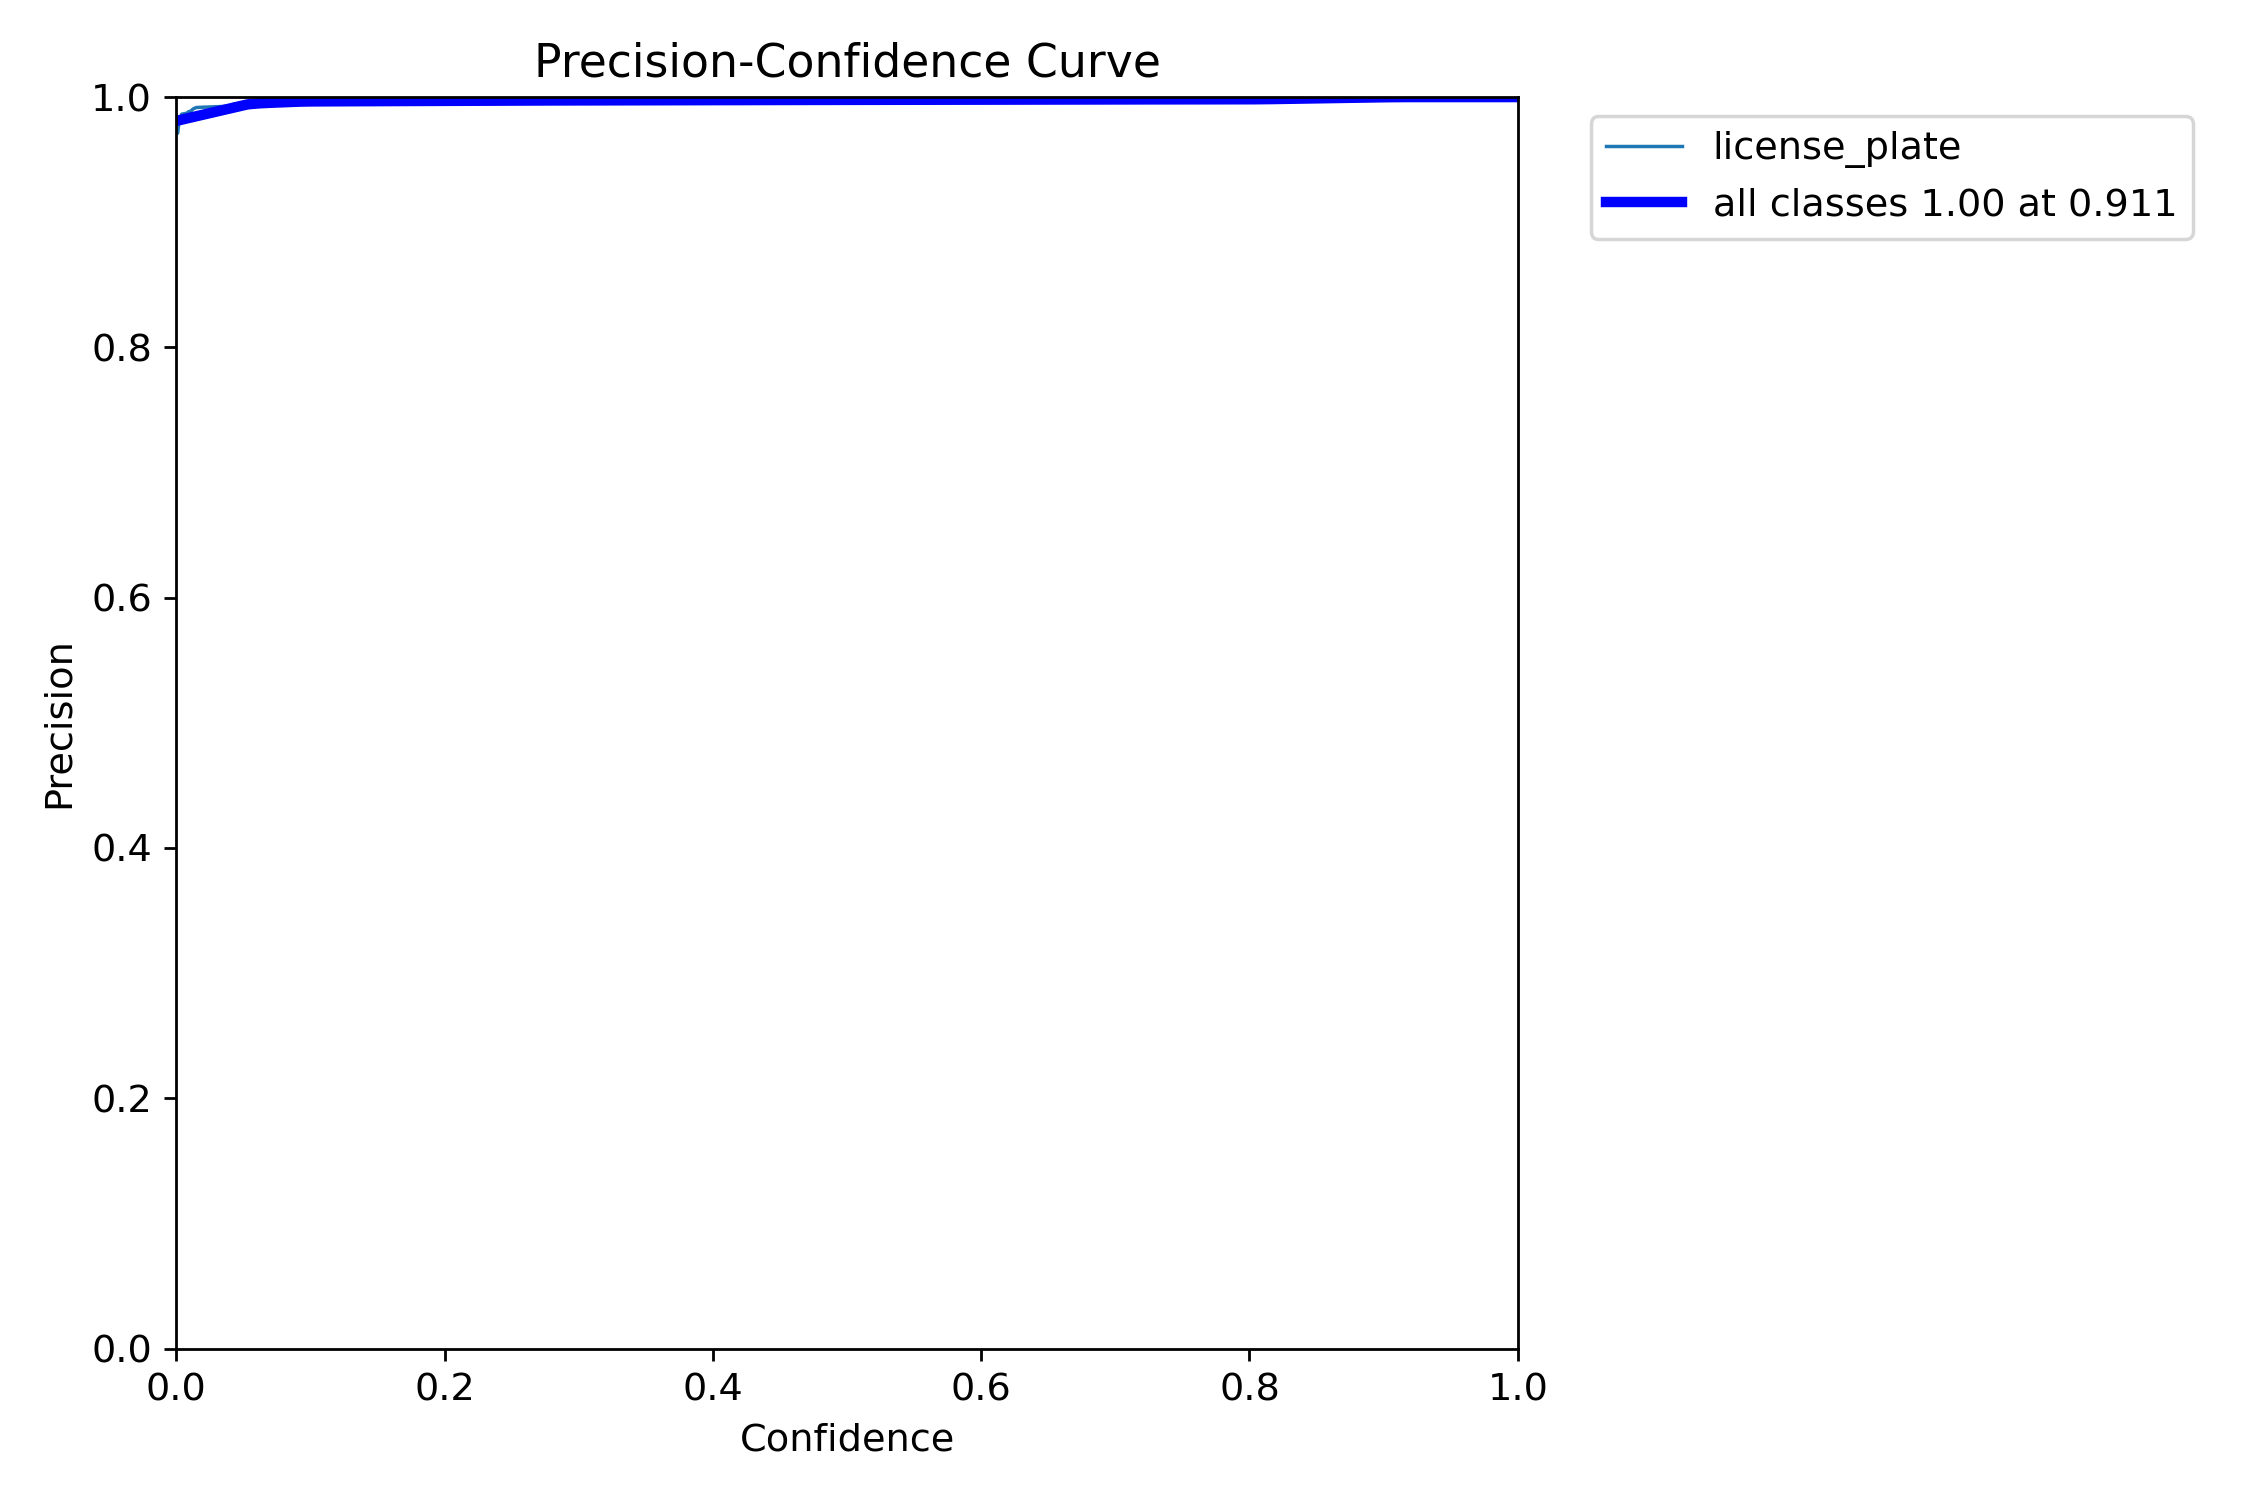 Precision-Confidence Curve
1.0
0.8
0.6
0.4
0.2
0.0
Precision
0.0 0.2 0.4 0.6 0.8 1.0
Confidence
license_plate
all classes 1.00 at 0.911